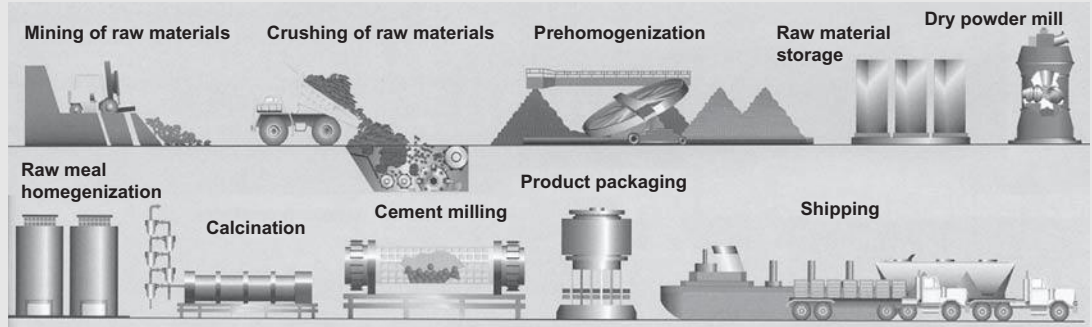 Mining of raw materials
Crushing of raw materials
Prehomogenization
Raw material
storage
Dry powder mill
Raw meal
homegenization
Calcination
Cement milling
Product packaging
Shipping